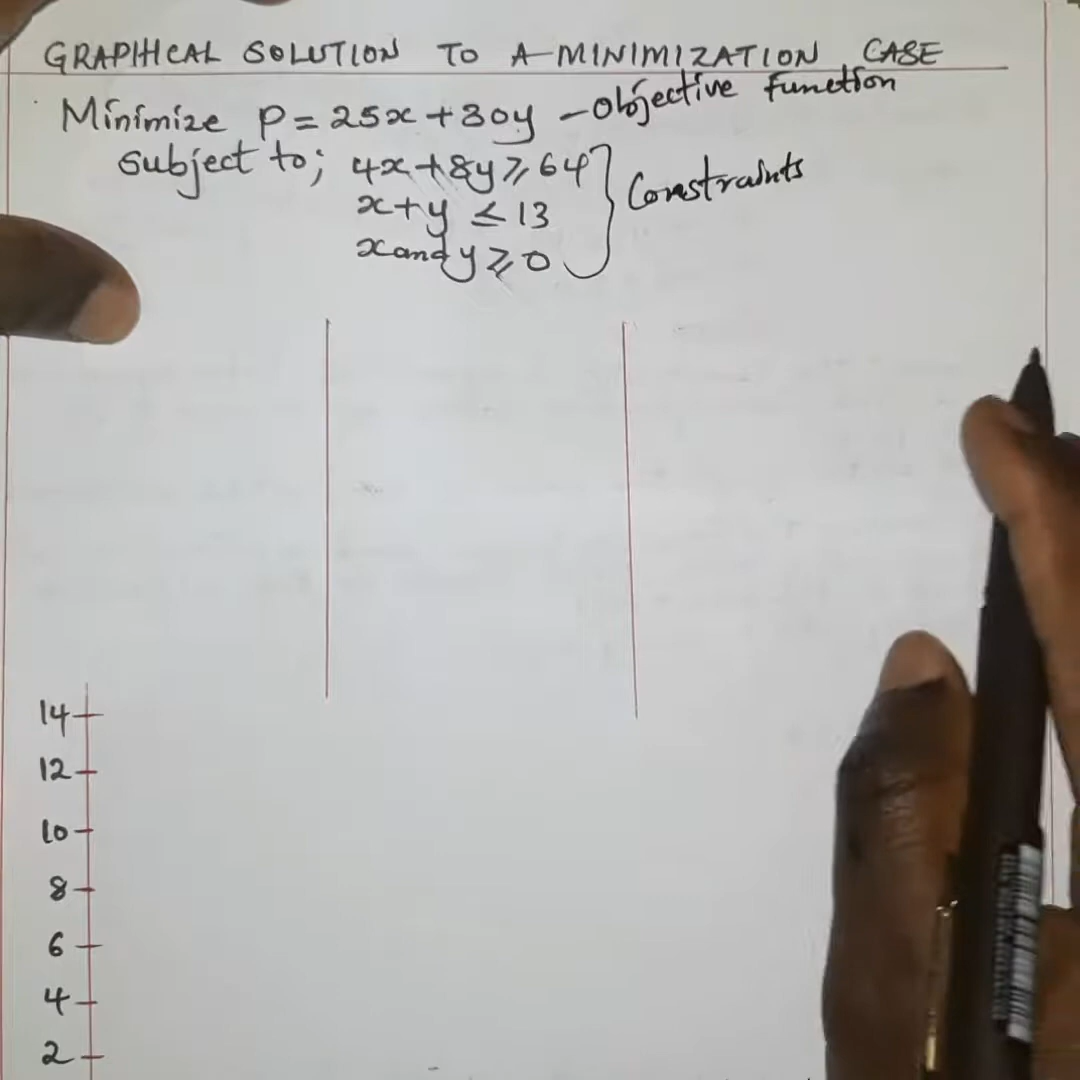 GRAPHICAL SOLUTION TO A MINIMIZATION CASE
Minimize P = 25x + 30y - Objective function
Subject to; 4x + 8y ≥ 64
x + y ≤ 13
x and y ≥ 0
Constraints
14
12
10
8
6
4
2